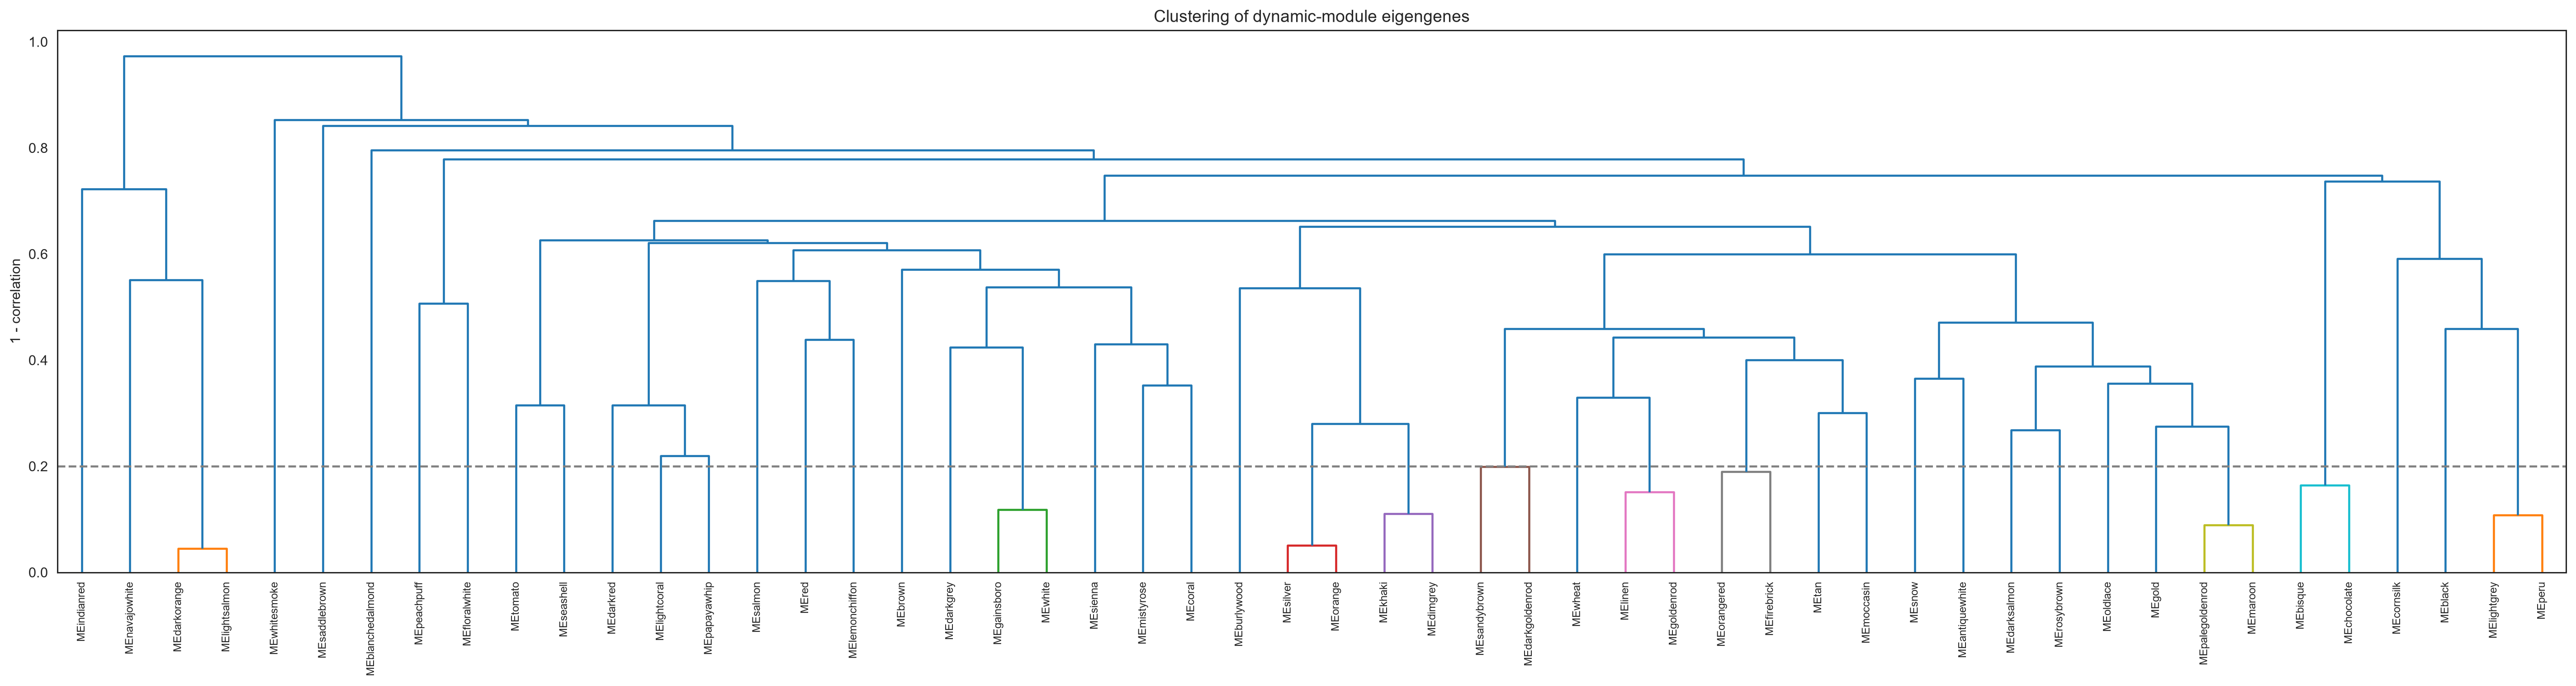 Clustering of dynamic-module eigengenes
1 - correlation
1.0
0.8
0.6
0.4
0.2
0.0
MEindianred
MEnavajowhite
MEdarkorange
MElightsalmon
MEwhitesmoke
MEsaddlebrown
MEblanchedalmond
MEpeachpuff
MEfloralwhite
MEtomato
MEseashell
MEdarkred
MElightcoral
MEpapayawhip
MEsalmon
MEred
MElemonchiffon
MEbrown
MEdarkgrey
MEgainsboro
MEwhite
MEsienna
MEmistyrose
MEcoral
MEburlywood
MEsilver
MEorange
MEkhaki
MEdimgrey
MEsandybrown
MEdarkgoldenrod
MEwheat
MElinen
MEgoldenrod
MEorangered
MEfirebrick
MEtan
MEmoccasin
MEsnow
MEantiquewhite
MEdarksalmon
MErosybrown
MEoldlace
MEgold
MEpalegoldenrod
MEmaroon
MEbisque
MEchocolate
MEcornsilk
MEblack
MElightgrey
MEperu